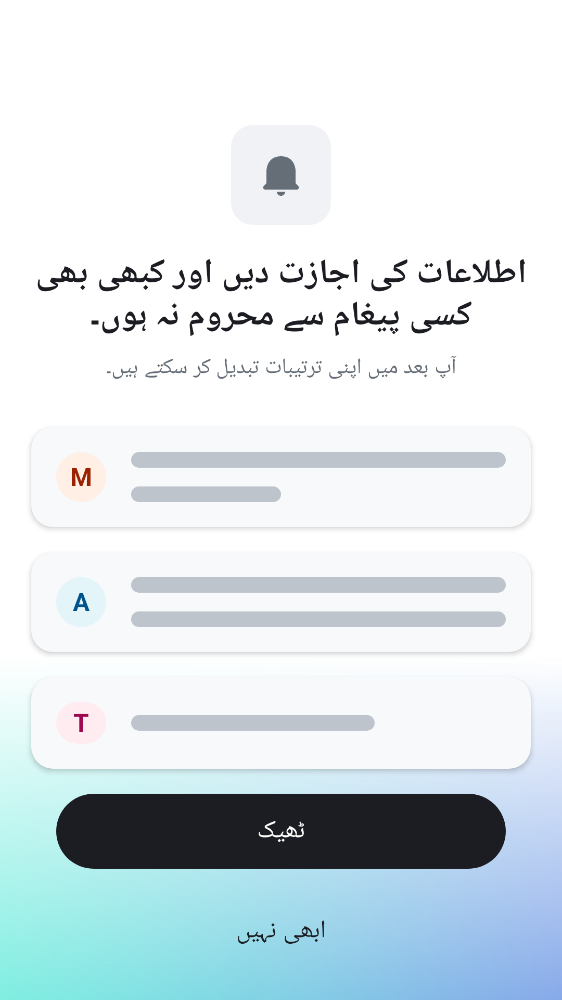 اطلاعات کی اجازت دیں اور کبھی بھی
کسی پیغام سے محروم نہ ہوں۔
آپ بعد میں اپنی ترتیبات تبدیل کر سکتے ہیں۔
M
A
T
ٹھیک
ابھی نہیں